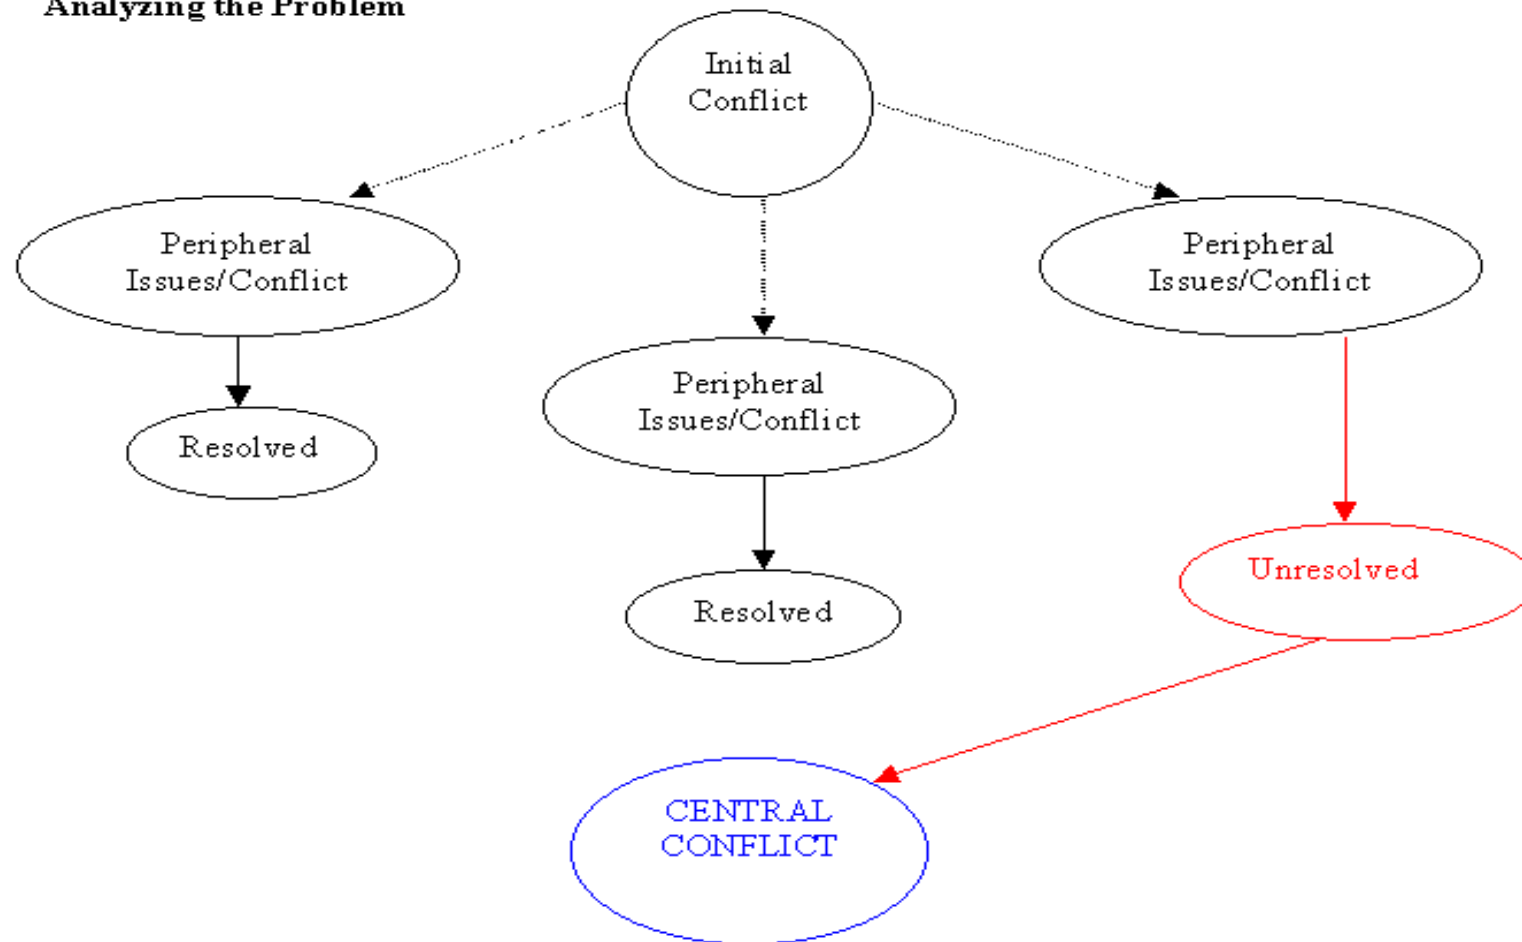 Analyzing the Problem
Initial
Conflict
Peripheral
Issues/Conflict
Peripheral
Issues/Conflict
Peripheral
Issues/Conflict
Resolved
Resolved
Unresolved
CENTRAL
CONFLICT